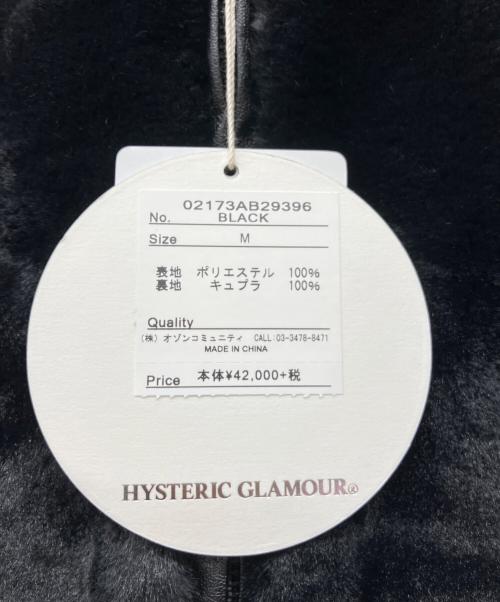 02173AB29396
No. BLACK
Size M
表地 ポリエステル 100%
裏地 キュプラ 100%
Quality
(株) オゾンコミュニティ CALL:03-3478-8471
MADE IN CHINA
Price 本体¥42,000+税
HYSTERIC GLAMOUR®